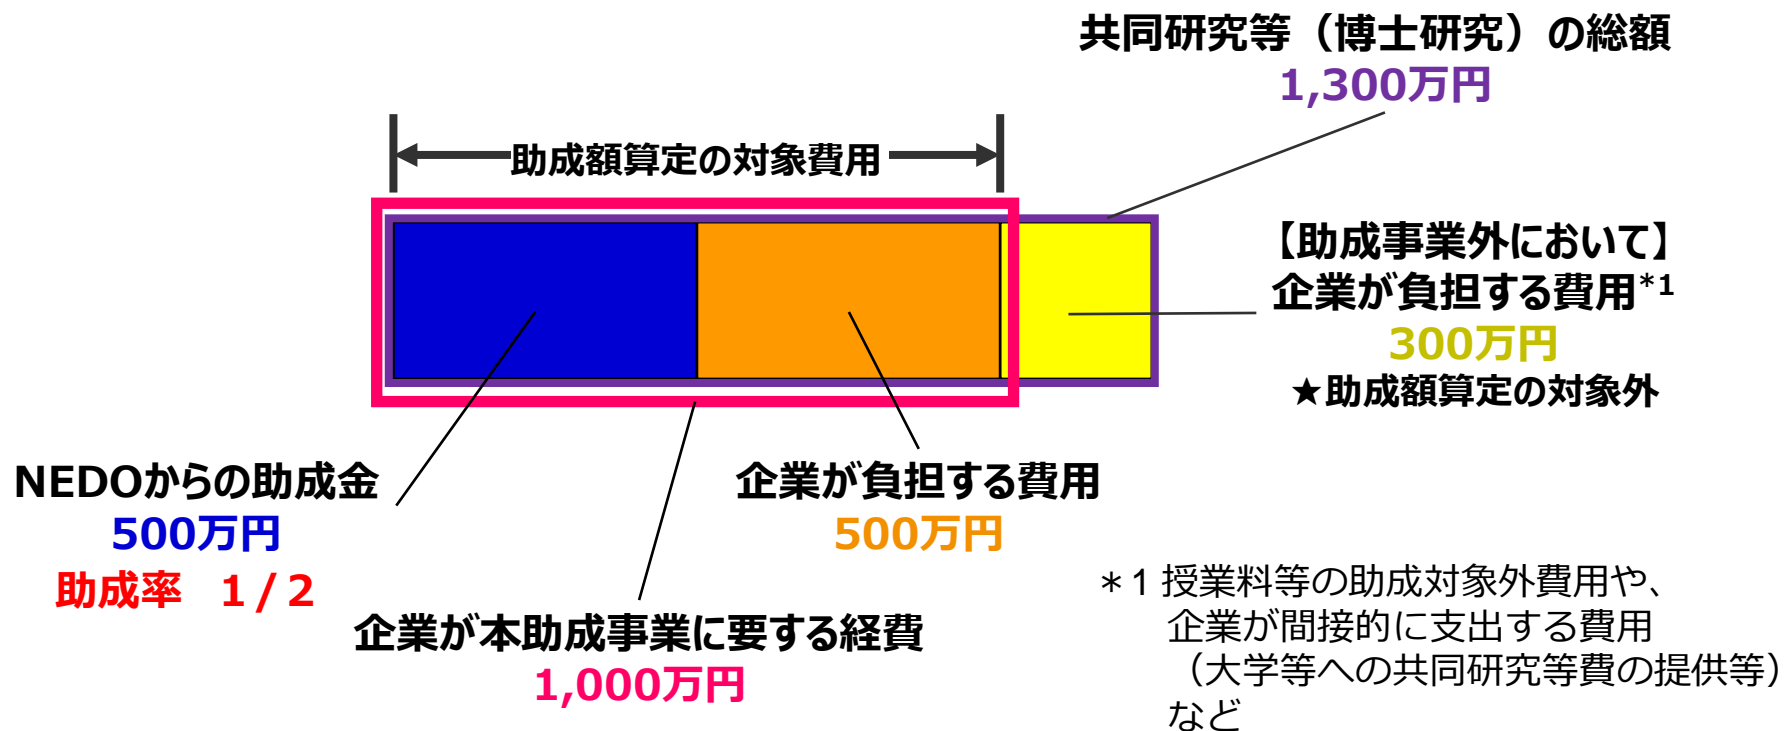 共同研究等（博士研究）の総額
1,300万円
助成額算定の対象費用
【助成事業外において】
企業が負担する費用*1
300万円
★助成額算定の対象外
NEDOからの助成金
500万円
助成率　１/２
企業が負担する費用
500万円
企業が本助成事業に要する経費
1,000万円
＊1 授業料等の助成対象外費用や、
企業が間接的に支出する費用
（大学等への共同研究等費の提供等）
など